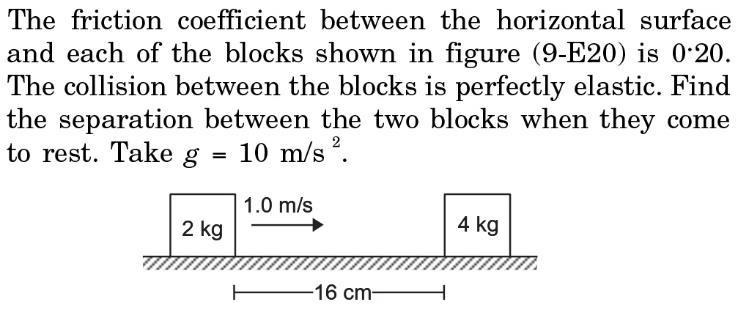 The friction coefficient between the horizontal surface
and each of the blocks shown in figure (9-E20) is 0·20.
The collision between the blocks is perfectly elastic. Find
the separation between the two blocks when they come
to rest. Take g = 10 m/s ².
1.0 m/s
2 kg
4 kg
16 cm